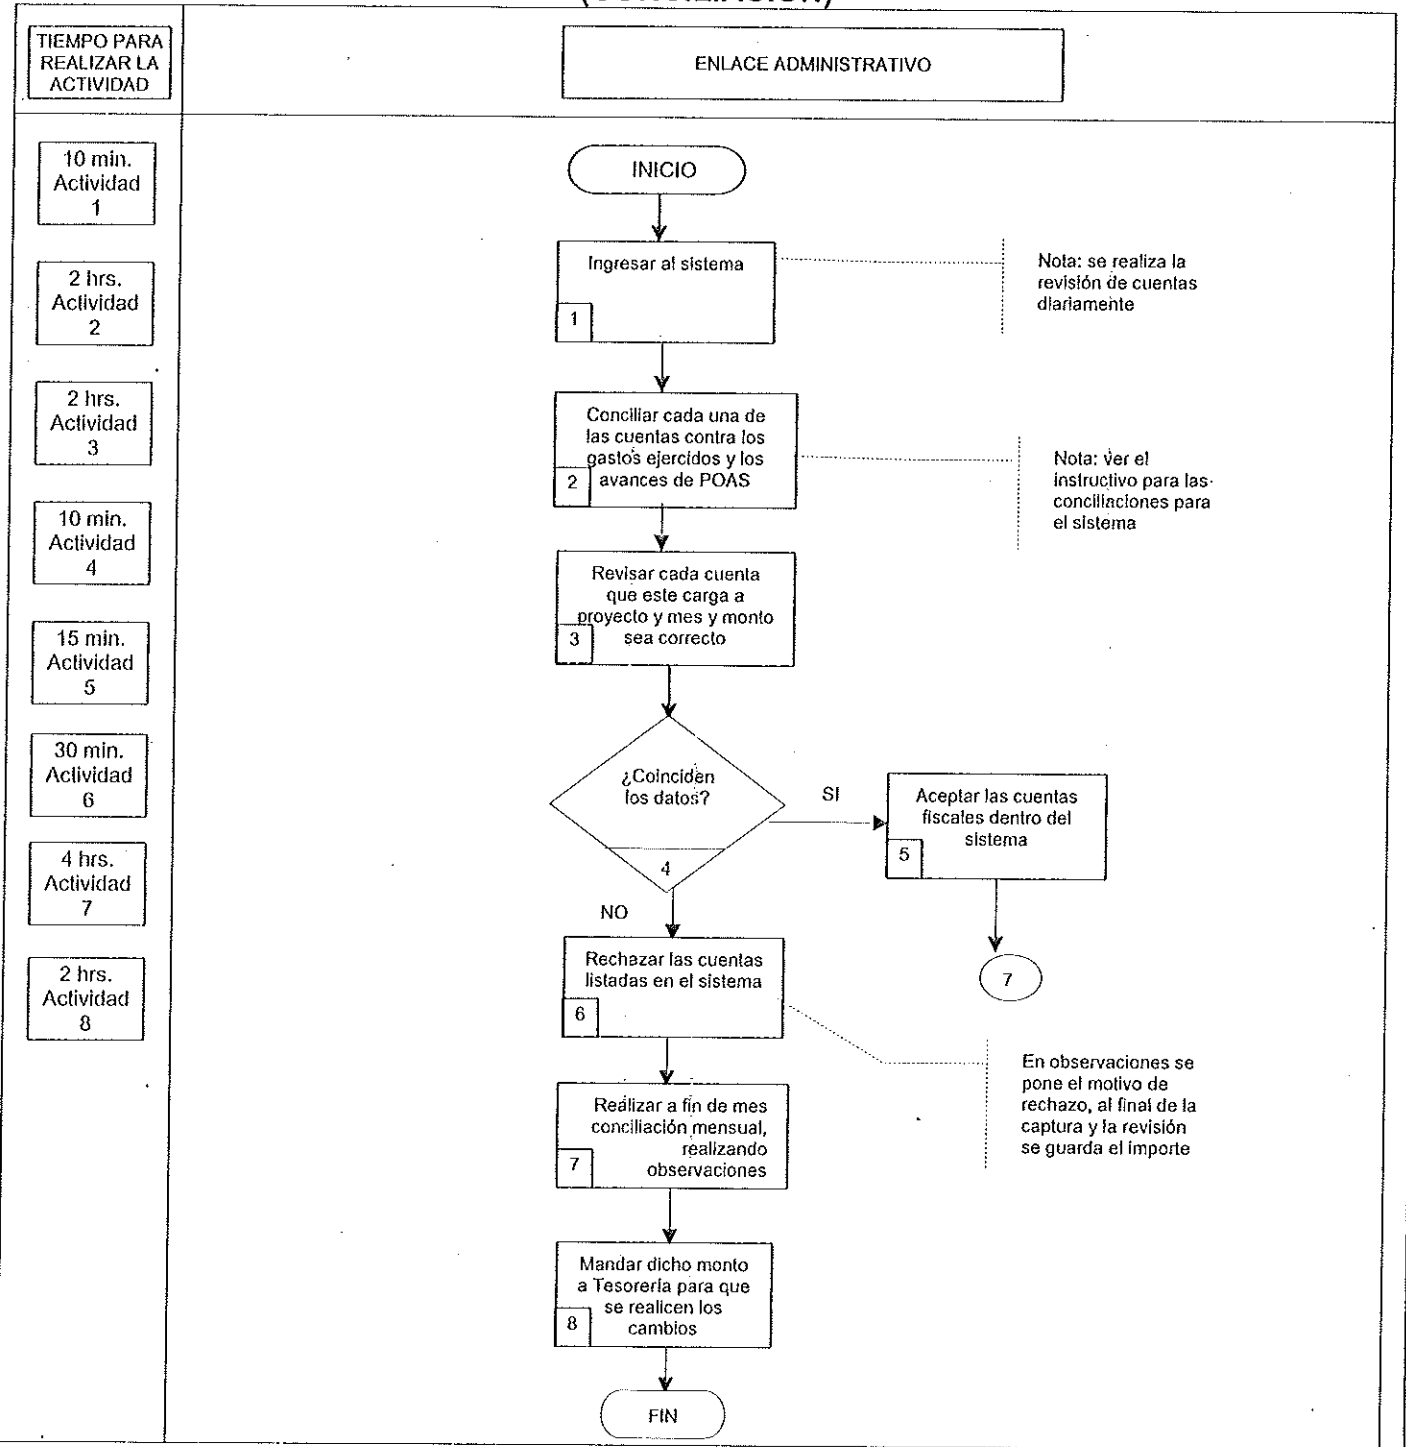 (CONCILIACIÓN)
TIEMPO PARA
REALIZAR LA
ACTIVIDAD
ENLACE ADMINISTRATIVO
10 min.
Actividad
1
2 hrs.
Actividad
2
2 hrs.
Actividad
3
10 min.
Actividad
4
15 min.
Actividad
5
30 min.
Actividad
6
4 hrs.
Actividad
7
2 hrs.
Actividad
8
INICIO
Ingresar al sistema
1
Nota: se realiza la
revisión de cuentas
diariamente
Conciliar cada una de
las cuentas contra los
gastos ejercidos y los
avances de POAS
2
Nota: ver el
instructivo para las
conciliaciones para
el sistema
Revisar cada cuenta
que este carga a
proyecto y mes y monto
sea correcto
3
¿Coinciden
los datos?
4
SI
Aceptar las cuentas
fiscales dentro del
sistema
5
7
NO
Rechazar las cuentas
listadas en el sistema
6
En observaciones se
pone el motivo de
rechazo, al final de la
captura y la revisión
se guarda el importe
Realizar a fin de mes
conciliación mensual,
realizando
observaciones
7
Mandar dicho monto
a Tesorería para que
se realicen los
cambios
8
FIN